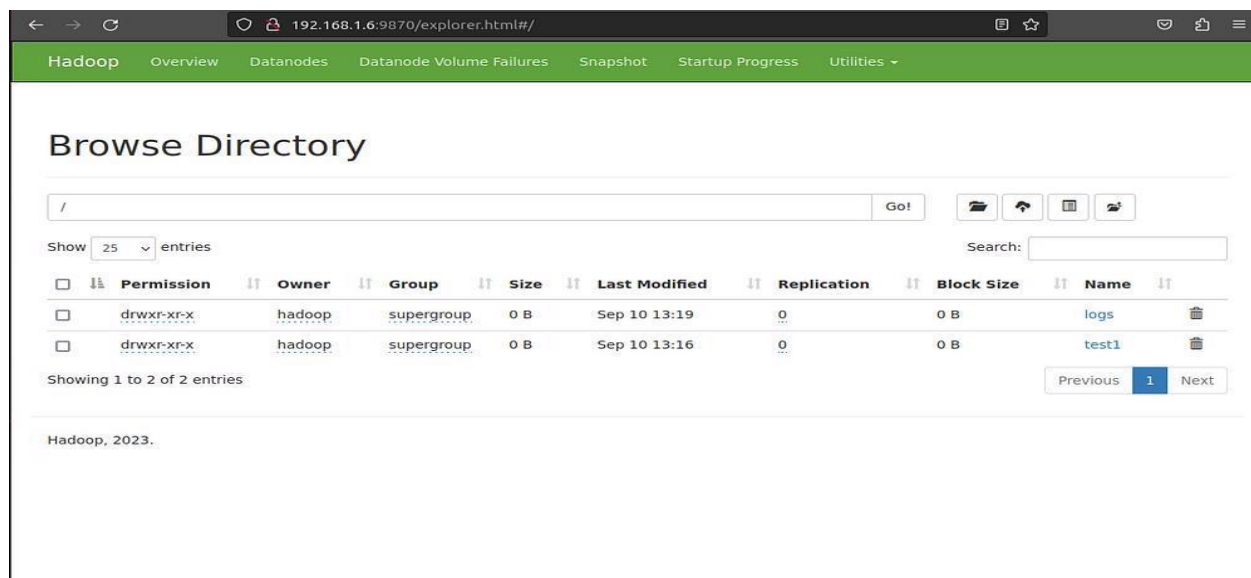 192.168.1.6:9870/explorer.html#/
Hadoop Overview Datanodes Datanode Volume Failures Snapshot Startup Progress Utilities
Browse Directory
/ Go!
Show 25 entries Search:
Permission Owner Group Size Last Modified Replication Block Size Name
drwxr-xr-x hadoop supergroup 0 B Sep 10 13:19 0 0 B logs
drwxr-xr-x hadoop supergroup 0 B Sep 10 13:16 0 0 B test1
Showing 1 to 2 of 2 entries Previous 1 Next
Hadoop, 2023.